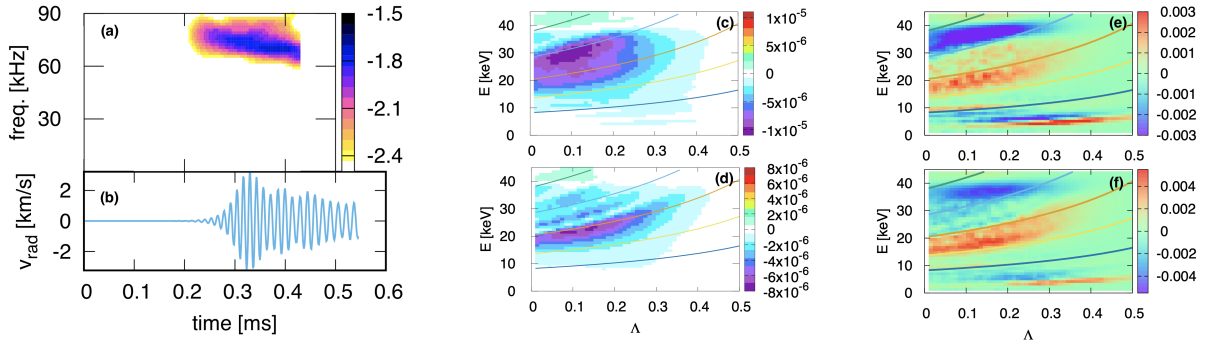 (a)
freq. [kHz]
90
60
30
-1.5
-1.8
-2.1
-2.4
(b)
v_rad [km/s]
2
0
-2
0 0.1 0.2 0.3 0.4 0.5 0.6
time [ms]
(c)
E [keV]
40
30
20
10
0
0 0.1 0.2 0.3 0.4 0.5
1x10^-5
5x10^-6
0
-5x10^-6
-1x10^-5
(d)
E [keV]
40
30
20
10
0
0 0.1 0.2 0.3 0.4 0.5
Λ
8x10^-6
6x10^-6
4x10^-6
2x10^-6
0
-2x10^-6
-4x10^-6
-6x10^-6
-8x10^-6
(e)
E [keV]
40
30
20
10
0
0 0.1 0.2 0.3 0.4 0.5
0.003
0.002
0.001
0
-0.001
-0.002
-0.003
(f)
E [keV]
40
30
20
10
0
0 0.1 0.2 0.3 0.4 0.5
Λ
0.004
0.002
0
-0.002
-0.004